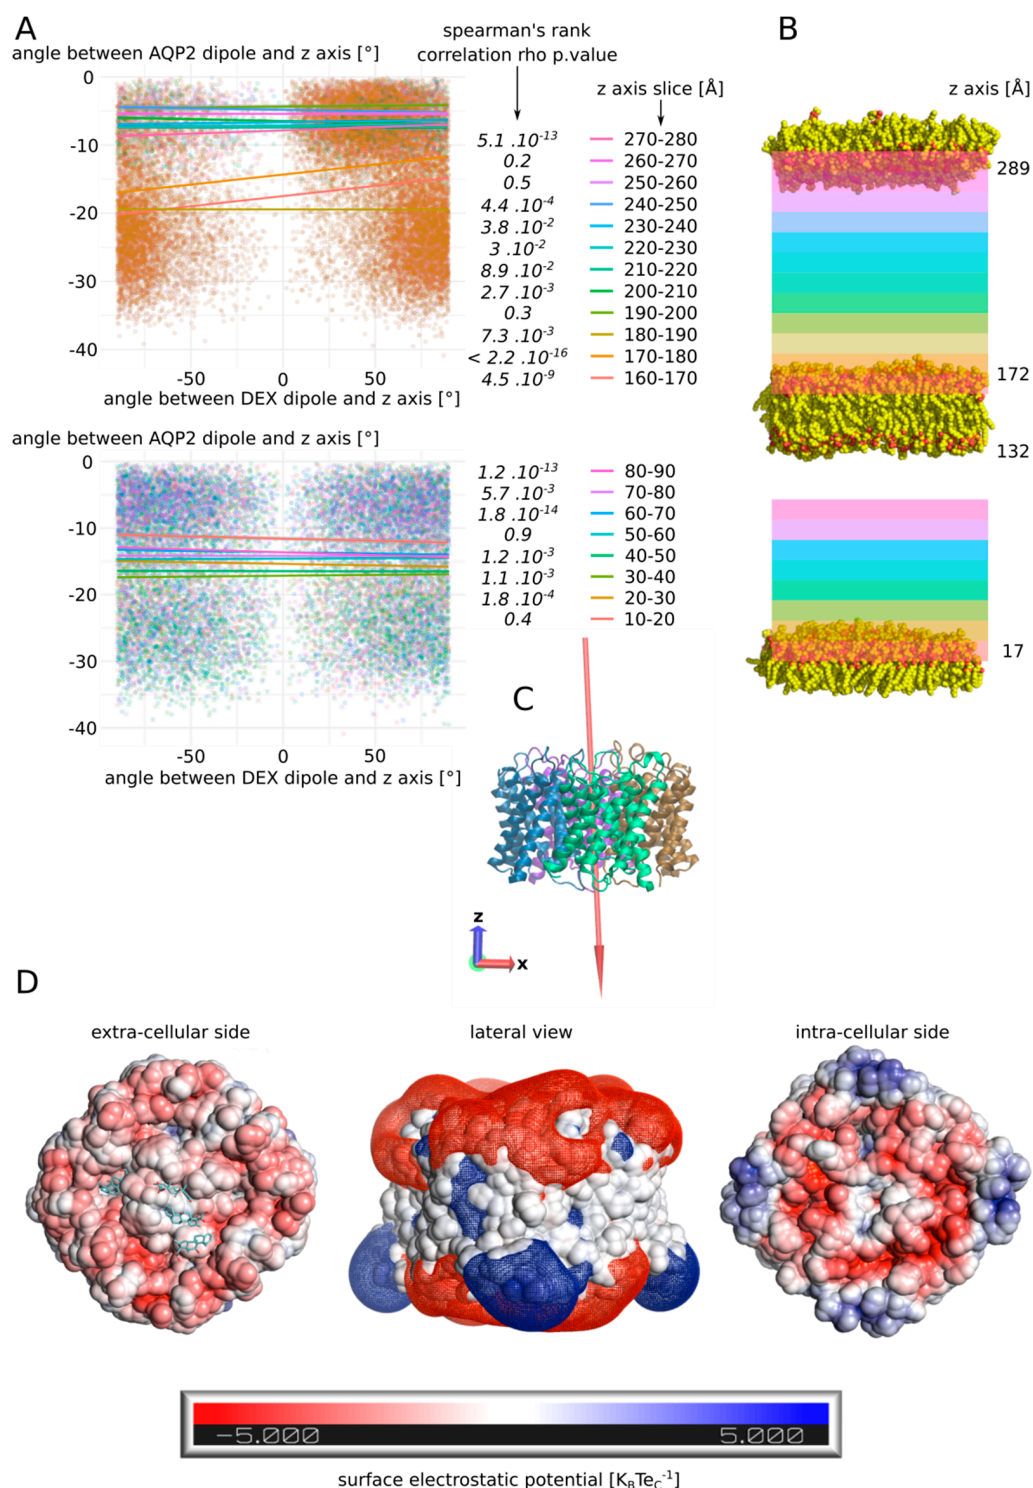 A
B
spearman's rank
correlation rho p.value
angle between AQP2 dipole and z axis [°]
z axis slice [Å]
z axis [Å]
0
-10
-20
-30
-40
-50
0
50
angle between DEX dipole and z axis [°]
5.1 .10-13 270-280
0.2 260-270
0.5 250-260
4.4 .10-4 240-250
3.8 .10-2 230-240
3 .10-2 220-230
8.9 .10-2 210-220
2.7 .10-3 200-210
0.3 190-200
7.3 .10-3 180-190
< 2.2 .10-16 170-180
4.5 .10-9 160-170
289
172
132
17
angle between AQP2 dipole and z axis [°]
0
-10
-20
-30
-40
-50
0
50
angle between DEX dipole and z axis [°]
1.2 .10-13 80-90
5.7 .10-3 70-80
1.8 .10-14 60-70
0.9 50-60
1.2 .10-3 40-50
1.1 .10-3 30-40
1.8 .10-4 20-30
0.4 10-20
C
z
x
D
extra-cellular side
lateral view
intra-cellular side
-5.000 5.000
surface electrostatic potential [KBTeC-1]